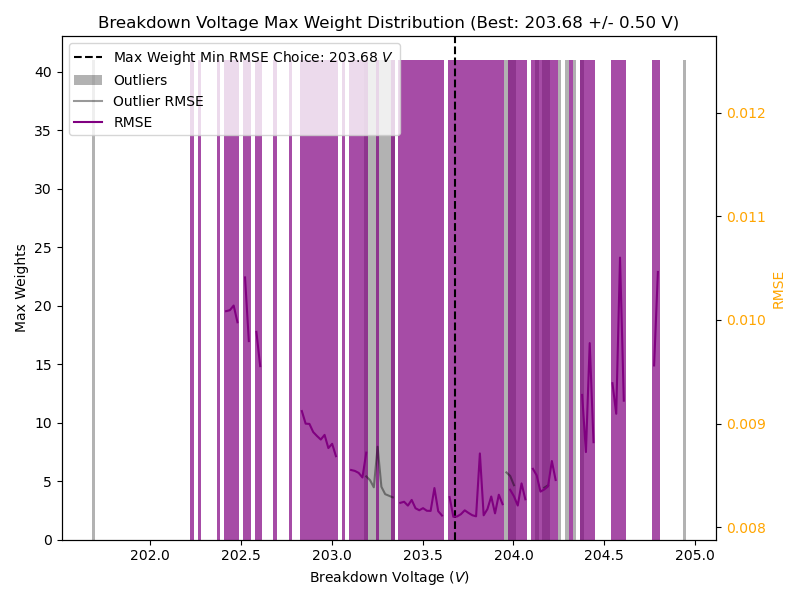 Breakdown Voltage Max Weight Distribution (Best: 203.68 +/- 0.50 V)
Max Weight Min RMSE Choice: 203.68 V
Outliers
Outlier RMSE
RMSE
Max Weights
40
35
30
25
20
15
10
5
0
0.012
0.011
0.010
0.009
0.008
RMSE
202.0
202.5
203.0
203.5
204.0
204.5
205.0
Breakdown Voltage (V)